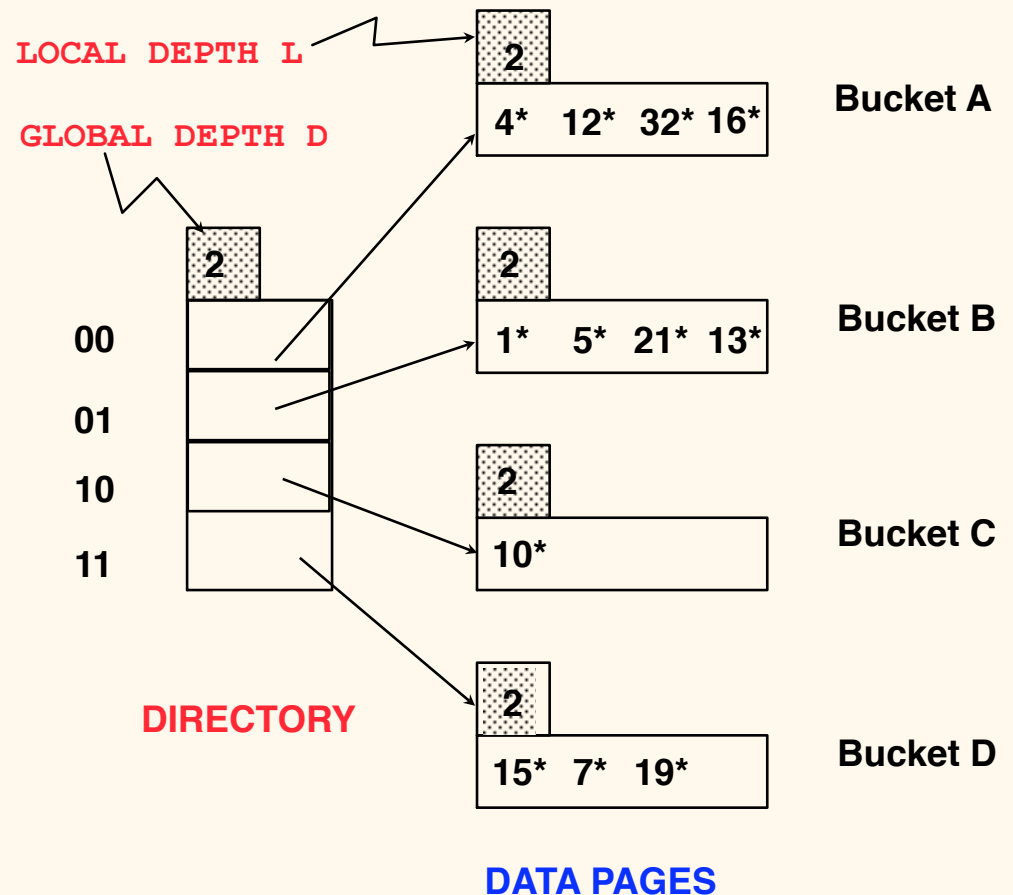 LOCAL DEPTH L
GLOBAL DEPTH D
2
00
01
10
11
DIRECTORY
2
4* 12* 32* 16*
Bucket A
2
1* 5* 21* 13*
Bucket B
2
10*
Bucket C
2
15* 7* 19*
Bucket D
DATA PAGES